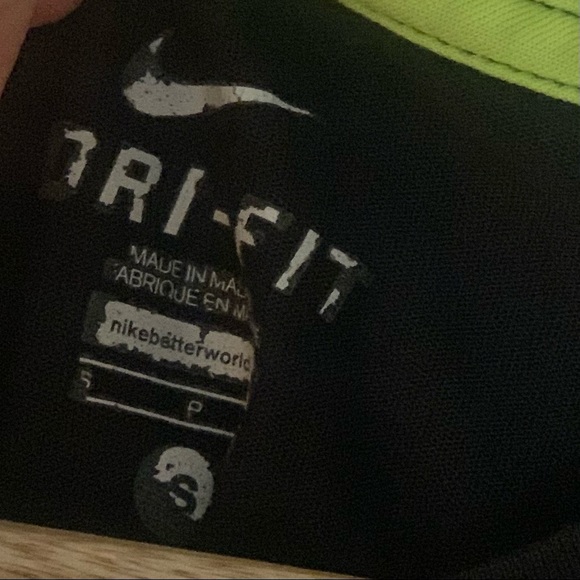 DRI-FIT
MADE IN
FABRIQUE EN
nikebetterworld
S P
S